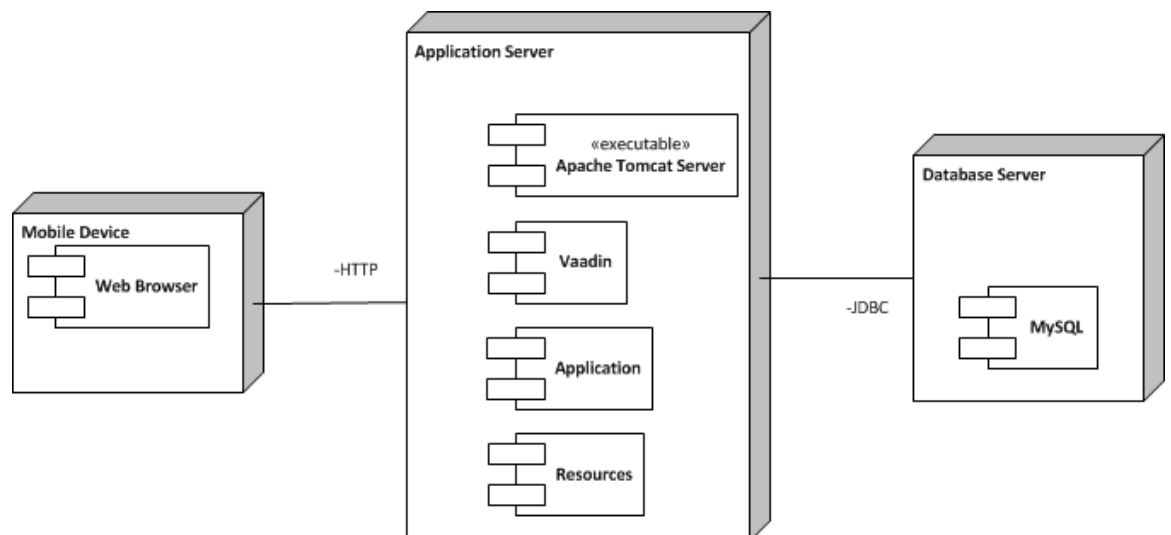 Application Server
«executable»
Apache Tomcat Server
Database Server
Mobile Device
Web Browser
-HTTP
Vaadin
-JDBC
MySQL
Application
Resources